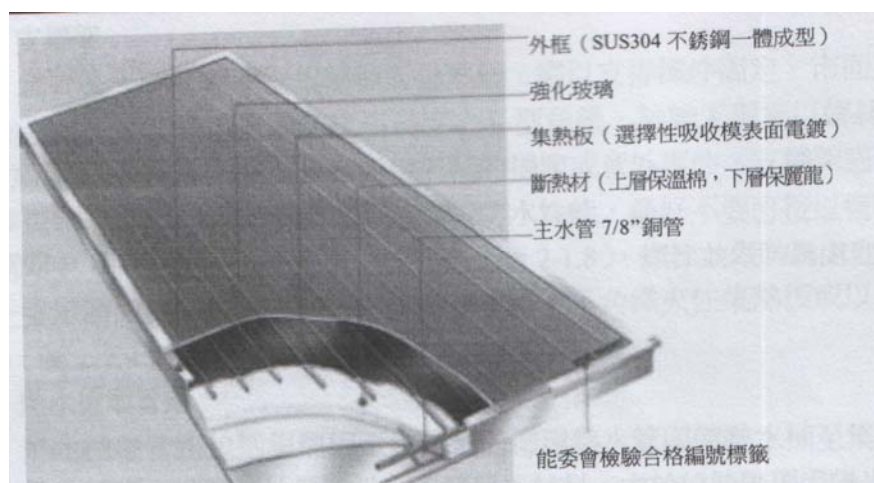 外框（SUS304 不銹鋼一體成型）
強化玻璃
集熱板（選擇性吸收模表面電鍍）
斷熱材（上層保溫棉，下層保麗龍）
主水管 7/8”銅管
能委會檢驗合格編號標籤